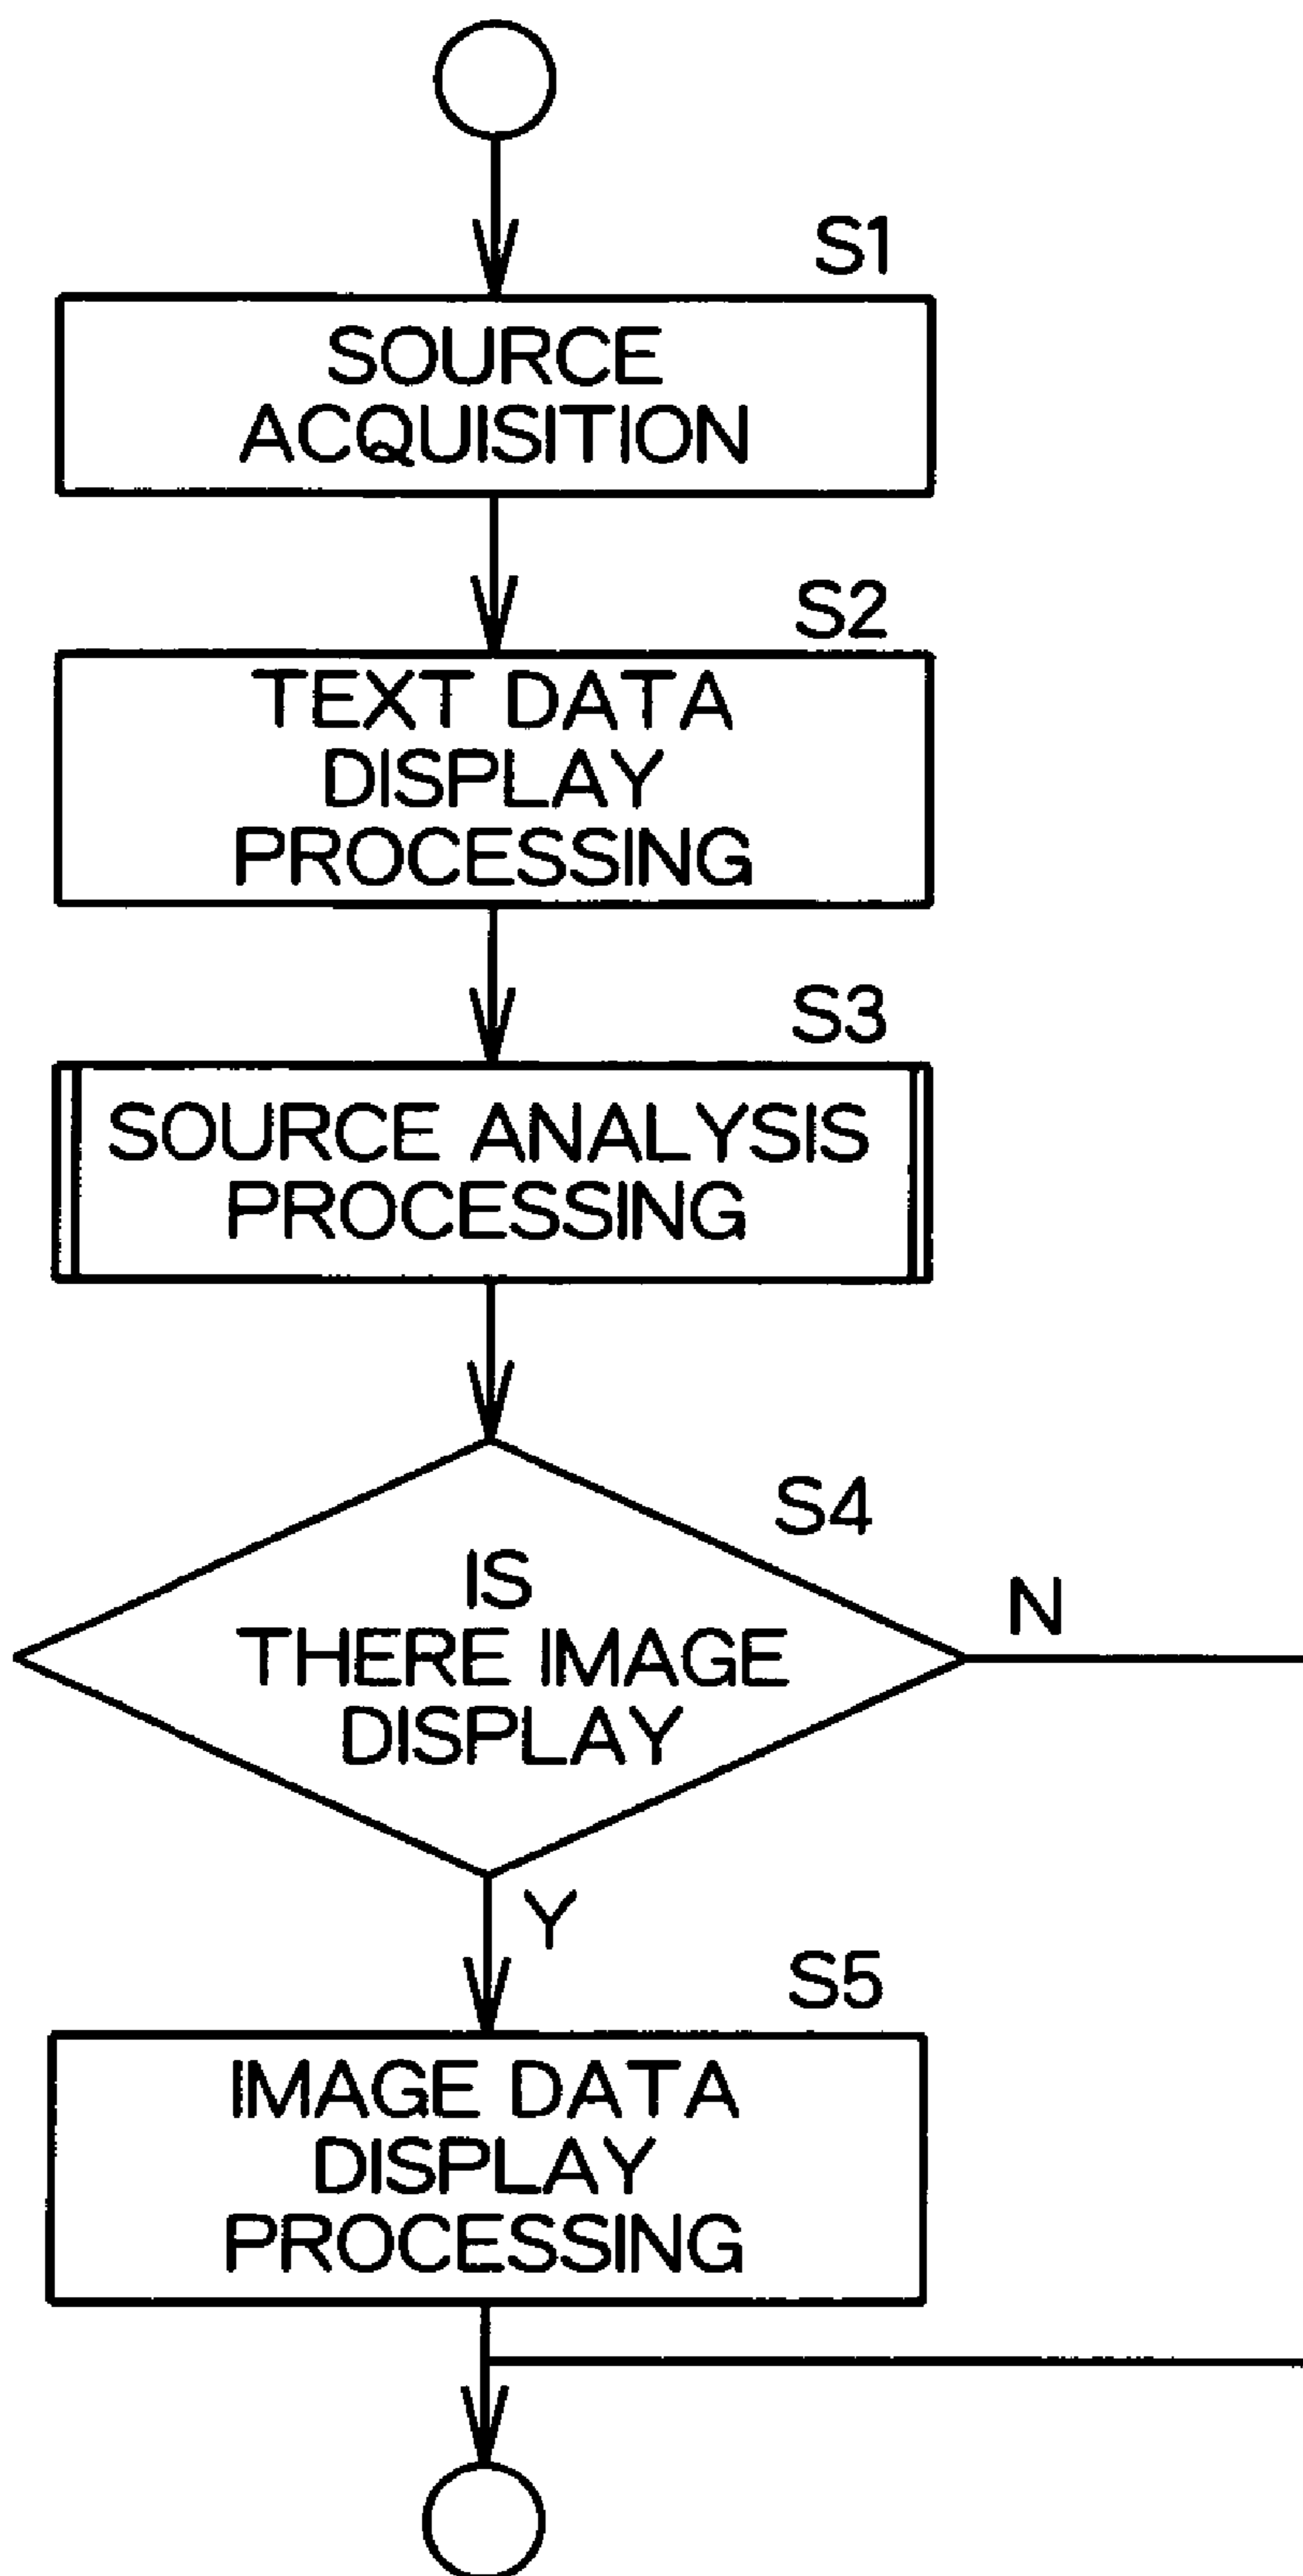 S1
SOURCE
ACQUISITION
S2
TEXT DATA
DISPLAY
PROCESSING
S3
SOURCE ANALYSIS
PROCESSING
S4
IS
THERE IMAGE
DISPLAY
N
Y
S5
IMAGE DATA
DISPLAY
PROCESSING